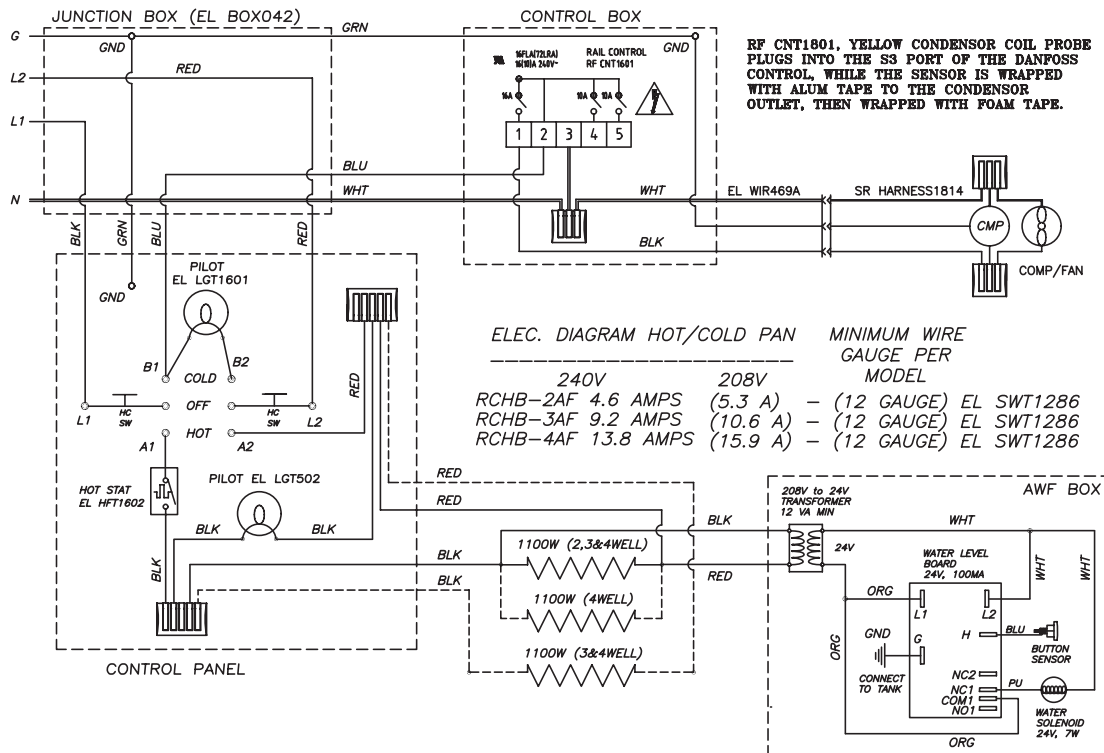 JUNCTION BOX (EL BOX042)
CONTROL BOX
G
GND
GRN
GND
L2
RED
L1
16FLA(72LRA)
16(10)A 240V~
RAIL CONTROL
RF CNT1601
16A
10A
10A
1 2 3 4 5
RF CNT1801, YELLOW CONDENSOR COIL PROBE
PLUGS INTO THE S3 PORT OF THE DANFOSS
CONTROL, WHILE THE SENSOR IS WRAPPED
WITH ALUM TAPE TO THE CONDENSOR
OUTLET, THEN WRAPPED WITH FOAM TAPE.
BLU
N
WHT
WHT
EL WIR469A
SR HARNESS1814
BLK
CMP
COMP/FAN
BLK
GRN
BLU
RED
GND
PILOT
EL LGT1601
B1
B2
COLD
OFF
HOT
L1
HC
SW
HC
SW
L2
A1
A2
RED
HOT STAT
EL HFT1602
PILOT EL LGT502
BLK
BLK
BLK
CONTROL PANEL
ELEC. DIAGRAM HOT/COLD PAN
MINIMUM WIRE
GAUGE PER
MODEL
240V
208V
RCHB-2AF 4.6 AMPS (5.3 A) - (12 GAUGE) EL SWT1286
RCHB-3AF 9.2 AMPS (10.6 A) - (12 GAUGE) EL SWT1286
RCHB-4AF 13.8 AMPS (15.9 A) - (12 GAUGE) EL SWT1286
RED
RED
BLK
BLK
1100W (2,3&4WELL)
1100W (4WELL)
1100W (3&4WELL)
BLK
RED
208V to 24V
TRANSFORMER
12 VA MIN
24V
AWF BOX
WHT
WATER LEVEL
BOARD
24V, 100MA
WHT
WHT
ORG
L1
L2
H
BLU
BUTTON
SENSOR
GND
G
CONNECT
TO TANK
ORG
NC2
NC1
COM1
NO1
PU
WATER
SOLENOID
24V, 7W
ORG